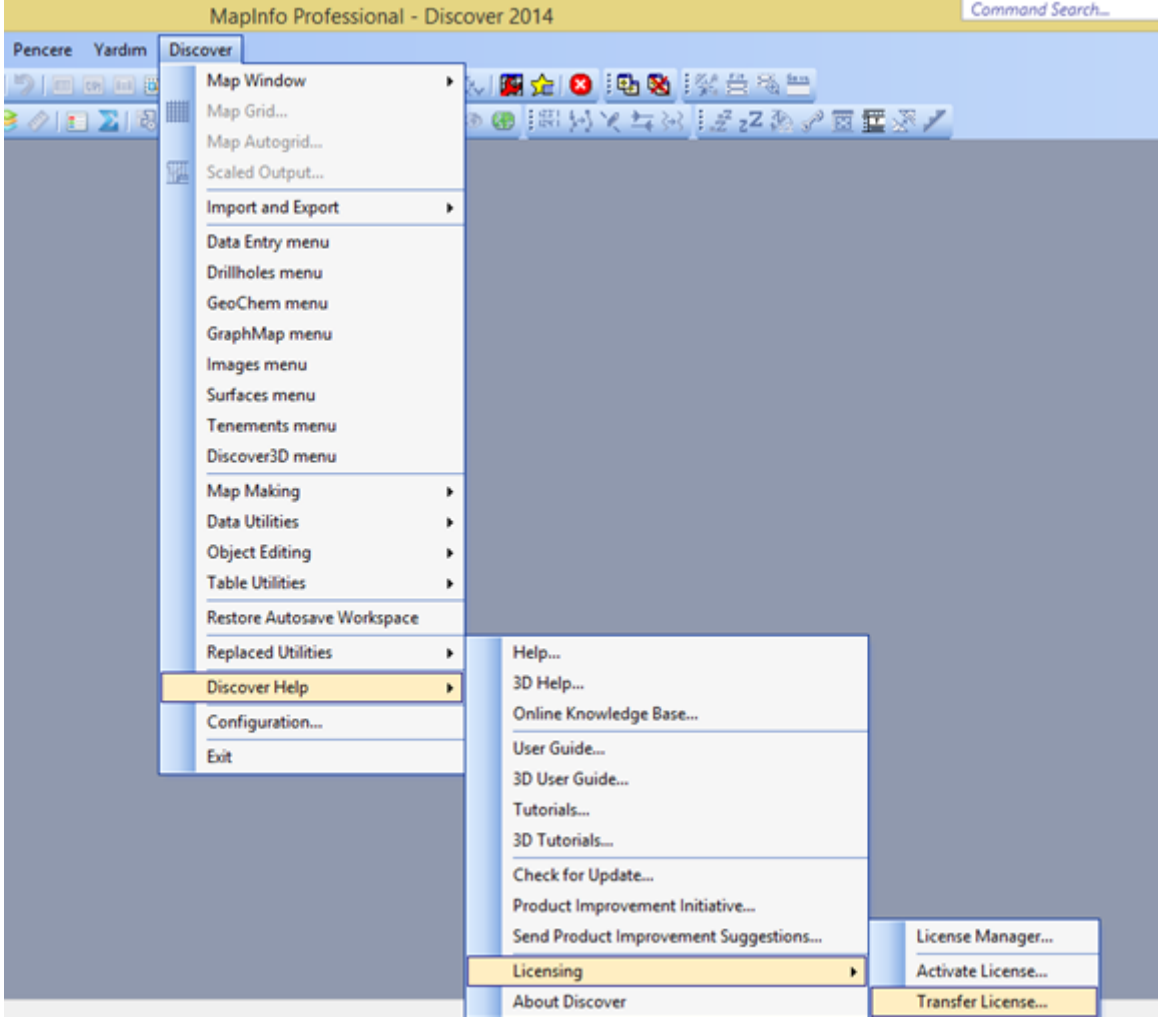 MapInfo Professional - Discover 2014
Command Search...
Pencere Yardım Discover
Map Window
Map Grid...
Map Autogrid...
Scaled Output...
Import and Export
Data Entry menu
Drillholes menu
GeoChem menu
GraphMap menu
Images menu
Surfaces menu
Tenements menu
Discover3D menu
Map Making
Data Utilities
Object Editing
Table Utilities
Restore Autosave Workspace
Replaced Utilities
Discover Help
Configuration...
Exit
Help...
3D Help...
Online Knowledge Base...
User Guide...
3D User Guide...
Tutorials...
3D Tutorials...
Check for Update...
Product Improvement Initiative...
Send Product Improvement Suggestions...
Licensing
About Discover
License Manager...
Activate License...
Transfer License...